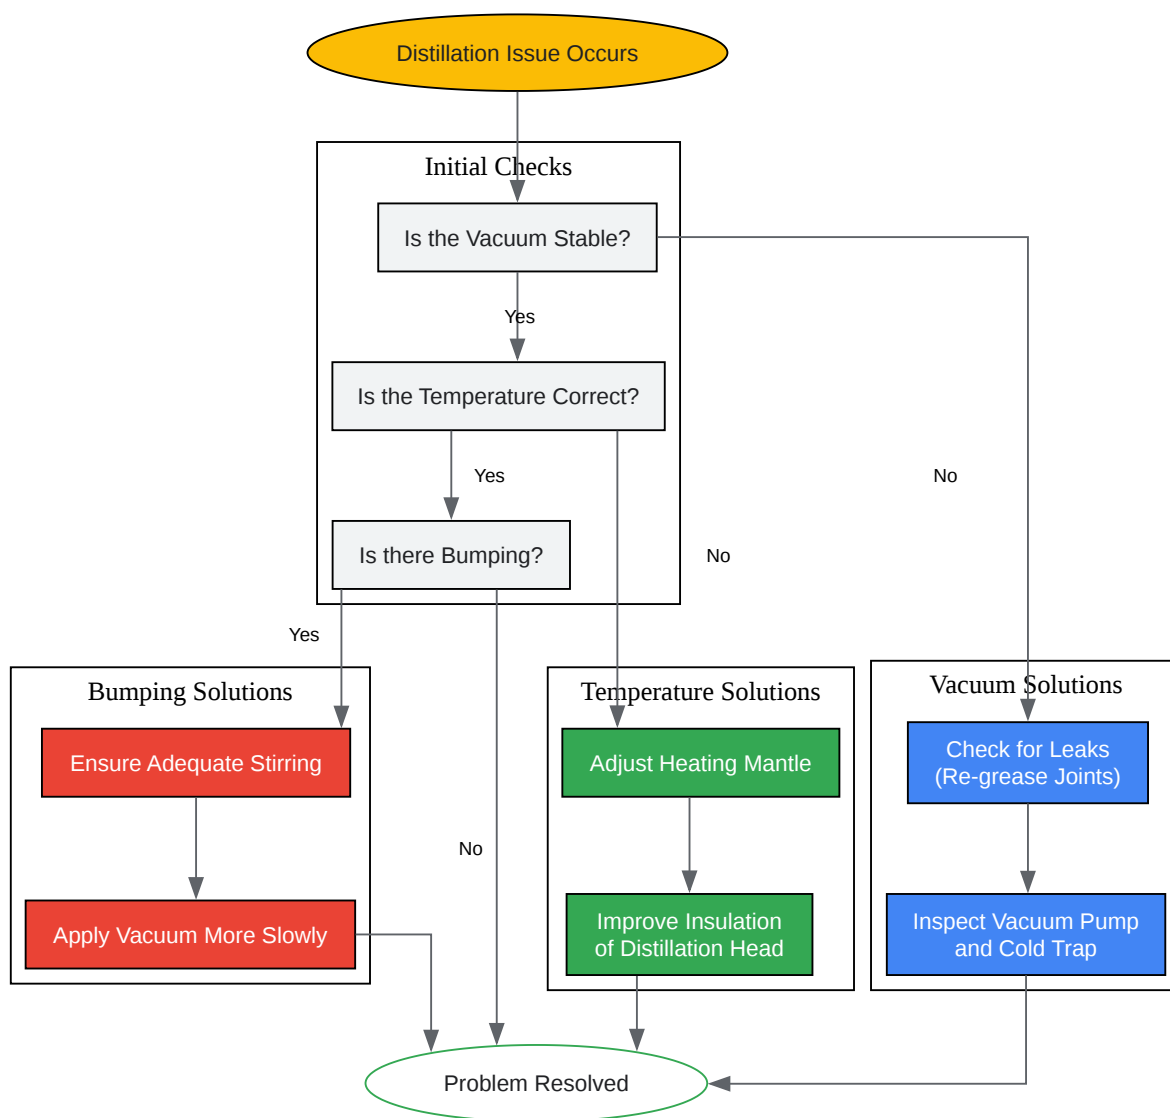 Distillation Issue Occurs
Initial Checks
Is the Vacuum Stable?
Yes
Is the Temperature Correct?
Yes
No
Is there Bumping?
No
Yes
Bumping Solutions
Ensure Adequate Stirring
Apply Vacuum More Slowly
No
Temperature Solutions
Adjust Heating Mantle
Improve Insulation
of Distillation Head
Vacuum Solutions
Check for Leaks
(Re-grease Joints)
Inspect Vacuum Pump
and Cold Trap
Problem Resolved